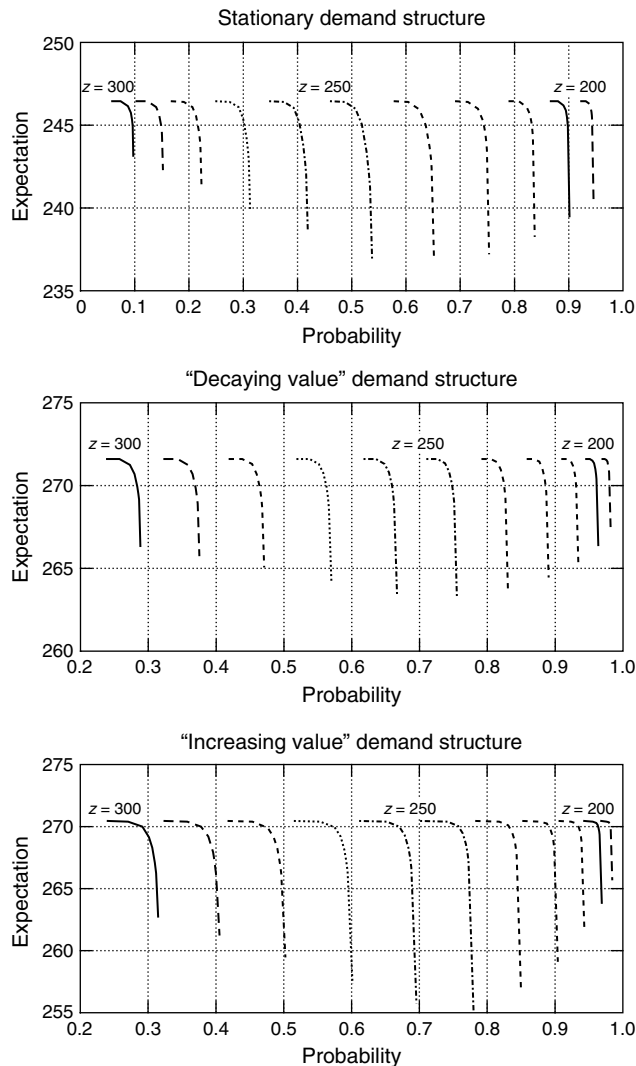 Stationary demand structure
250
z = 300 z = 250 z = 200
245
Expectation
240
235
0 0.1 0.2 0.3 0.4 0.5 0.6 0.7 0.8 0.9 1.0
Probability
“Decaying value” demand structure
275
z = 300 z = 250 z = 200
270
Expectation
265
260
0.2 0.3 0.4 0.5 0.6 0.7 0.8 0.9 1.0
Probability
“Increasing value” demand structure
275
z = 300 z = 250 z = 200
270
Expectation
265
260
255
0.2 0.3 0.4 0.5 0.6 0.7 0.8 0.9 1.0
Probability